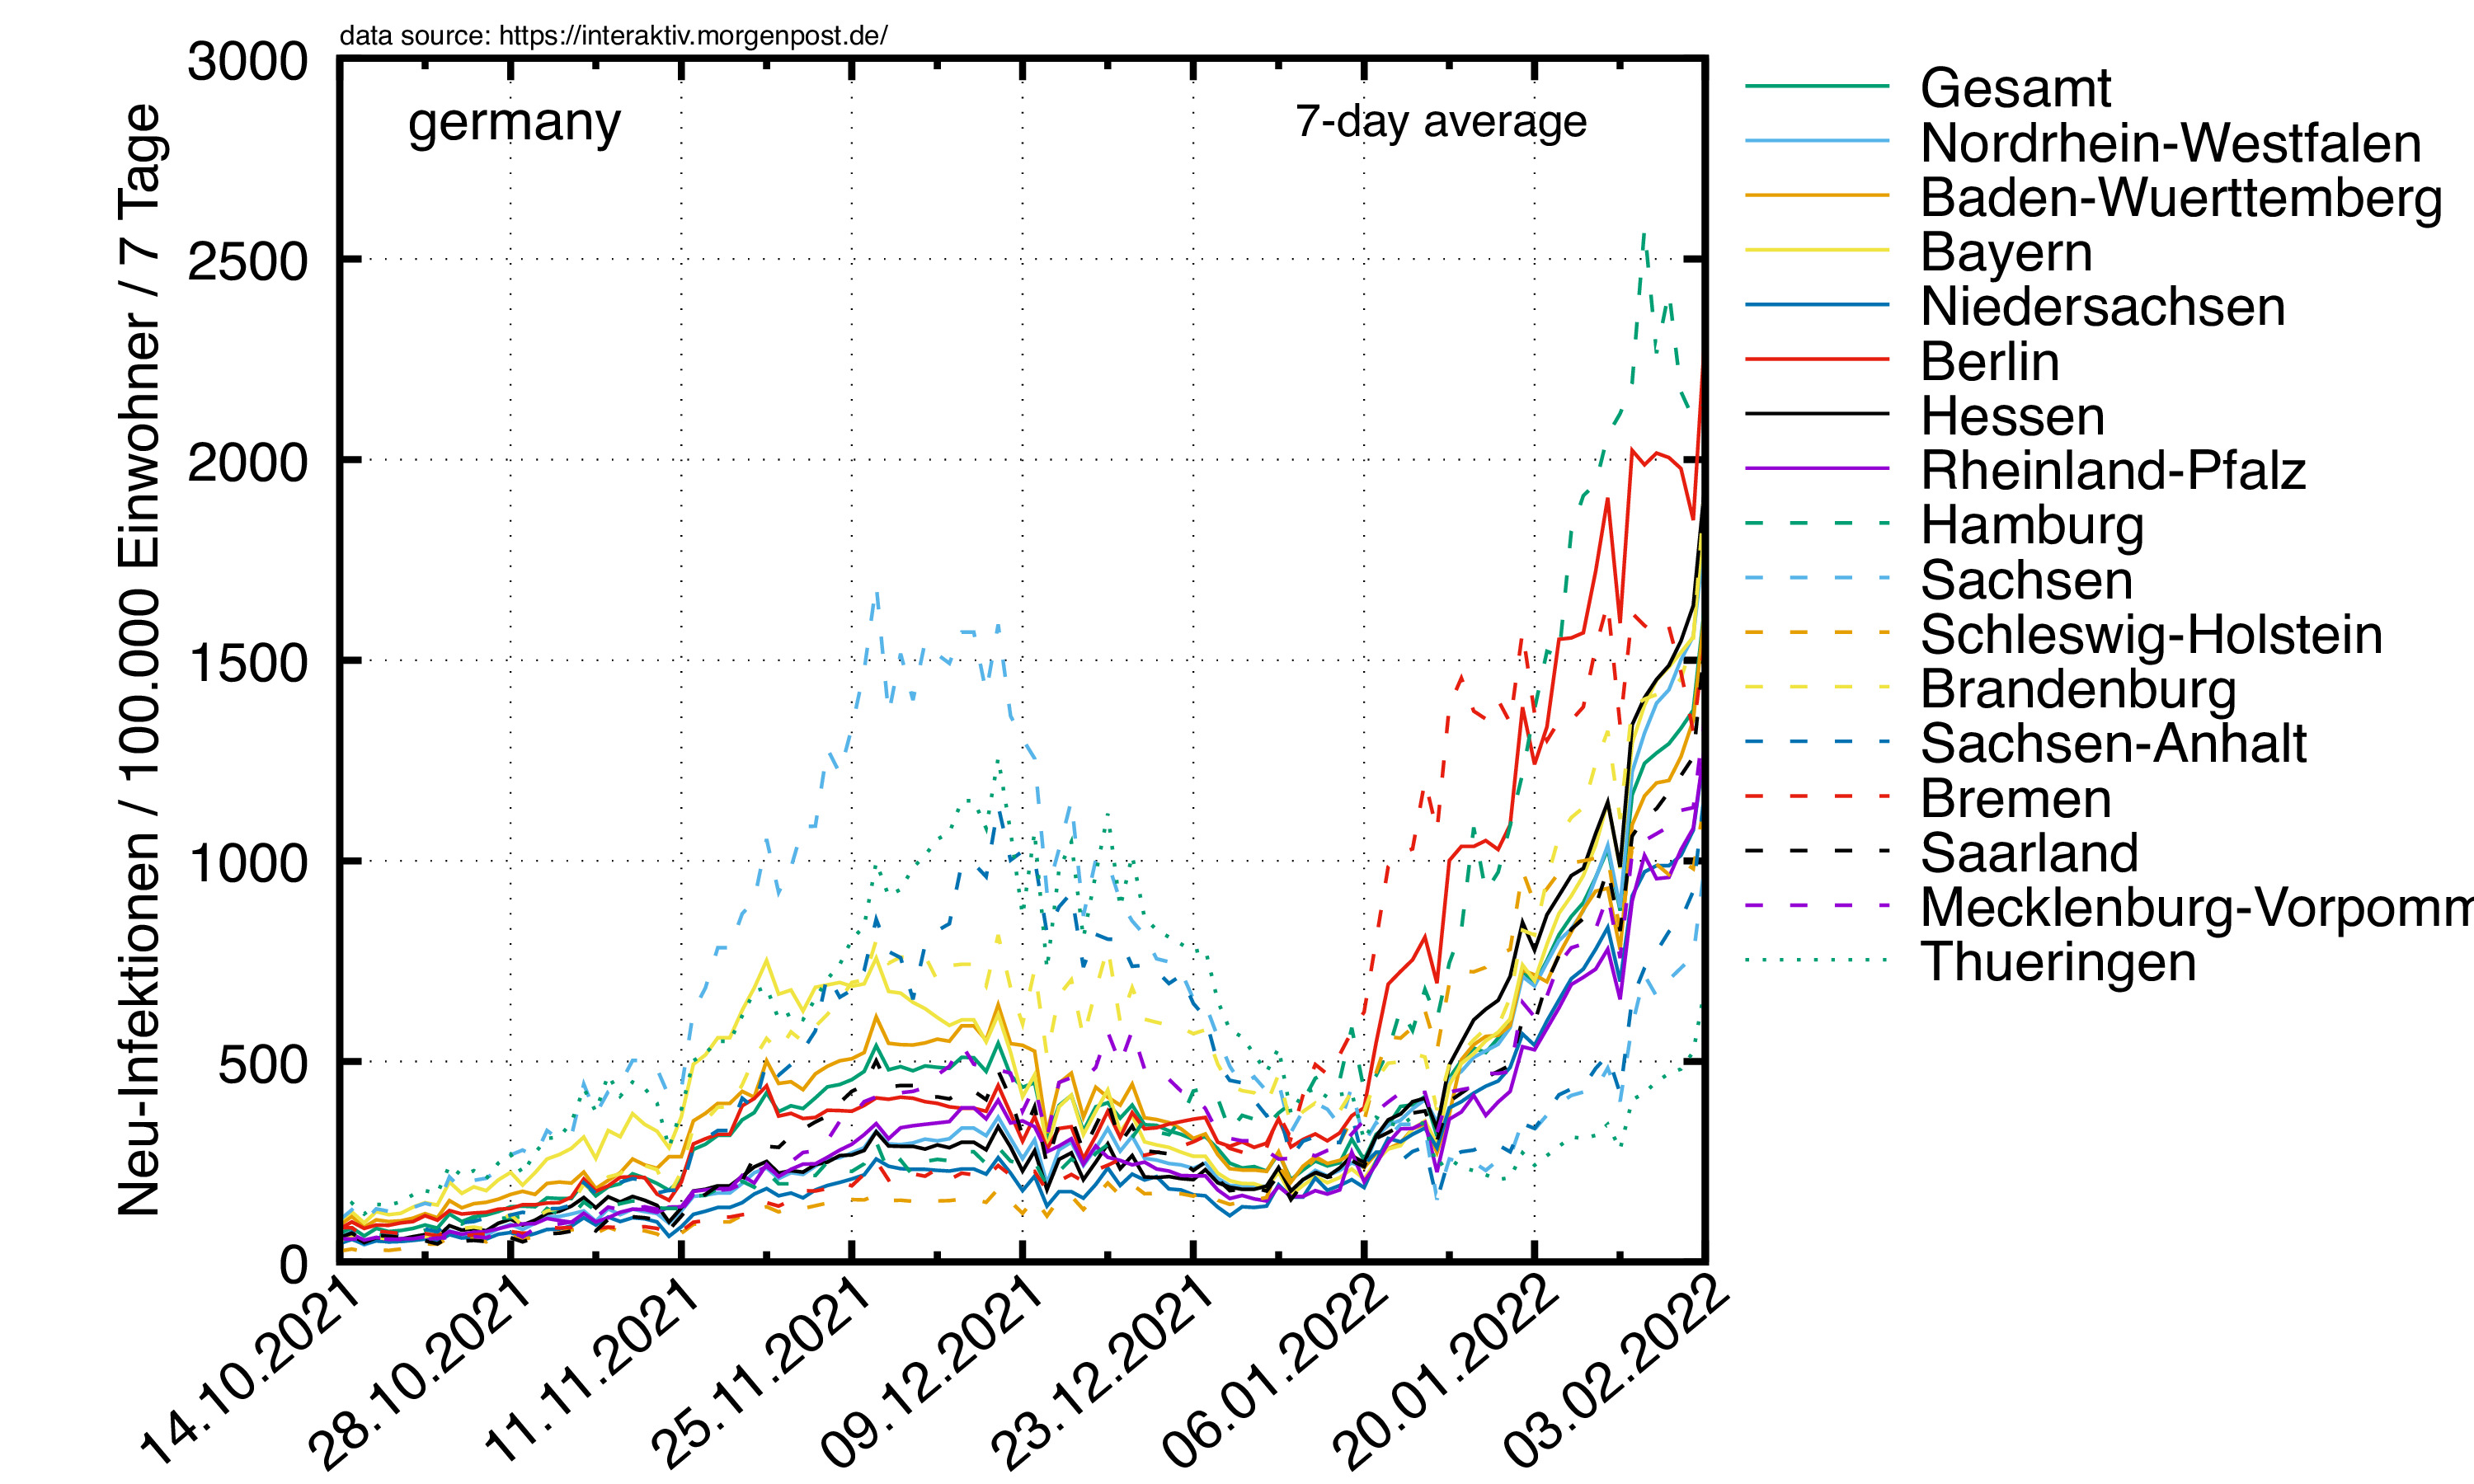 data source: https://interaktiv.morgenpost.de/
germany
7-day average
Neu-Infektionen / 100.000 Einwohner / 7 Tage
3000
2500
2000
1500
1000
500
0
14.10.2021
28.10.2021
11.11.2021
25.11.2021
09.12.2021
23.12.2021
06.01.2022
20.01.2022
03.02.2022
Gesamt
Nordrhein-Westfalen
Baden-Wuerttemberg
Bayern
Niedersachsen
Berlin
Hessen
Rheinland-Pfalz
Hamburg
Sachsen
Schleswig-Holstein
Brandenburg
Sachsen-Anhalt
Bremen
Saarland
Mecklenburg-Vorpomm
Thueringen